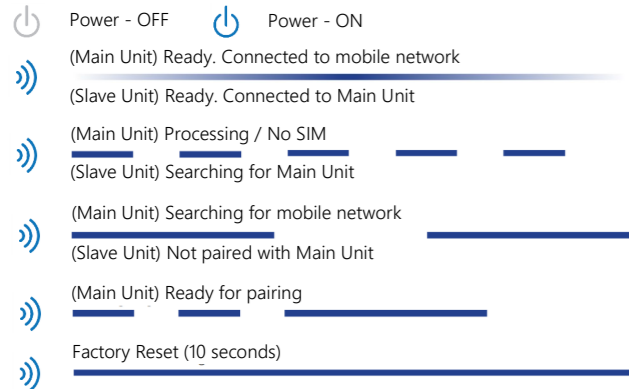 Power - OFF Power - ON
(Main Unit) Ready. Connected to mobile network
(Slave Unit) Ready. Connected to Main Unit
(Main Unit) Processing / No SIM
(Slave Unit) Searching for Main Unit
(Main Unit) Searching for mobile network
(Slave Unit) Not paired with Main Unit
(Main Unit) Ready for pairing
Factory Reset (10 seconds)